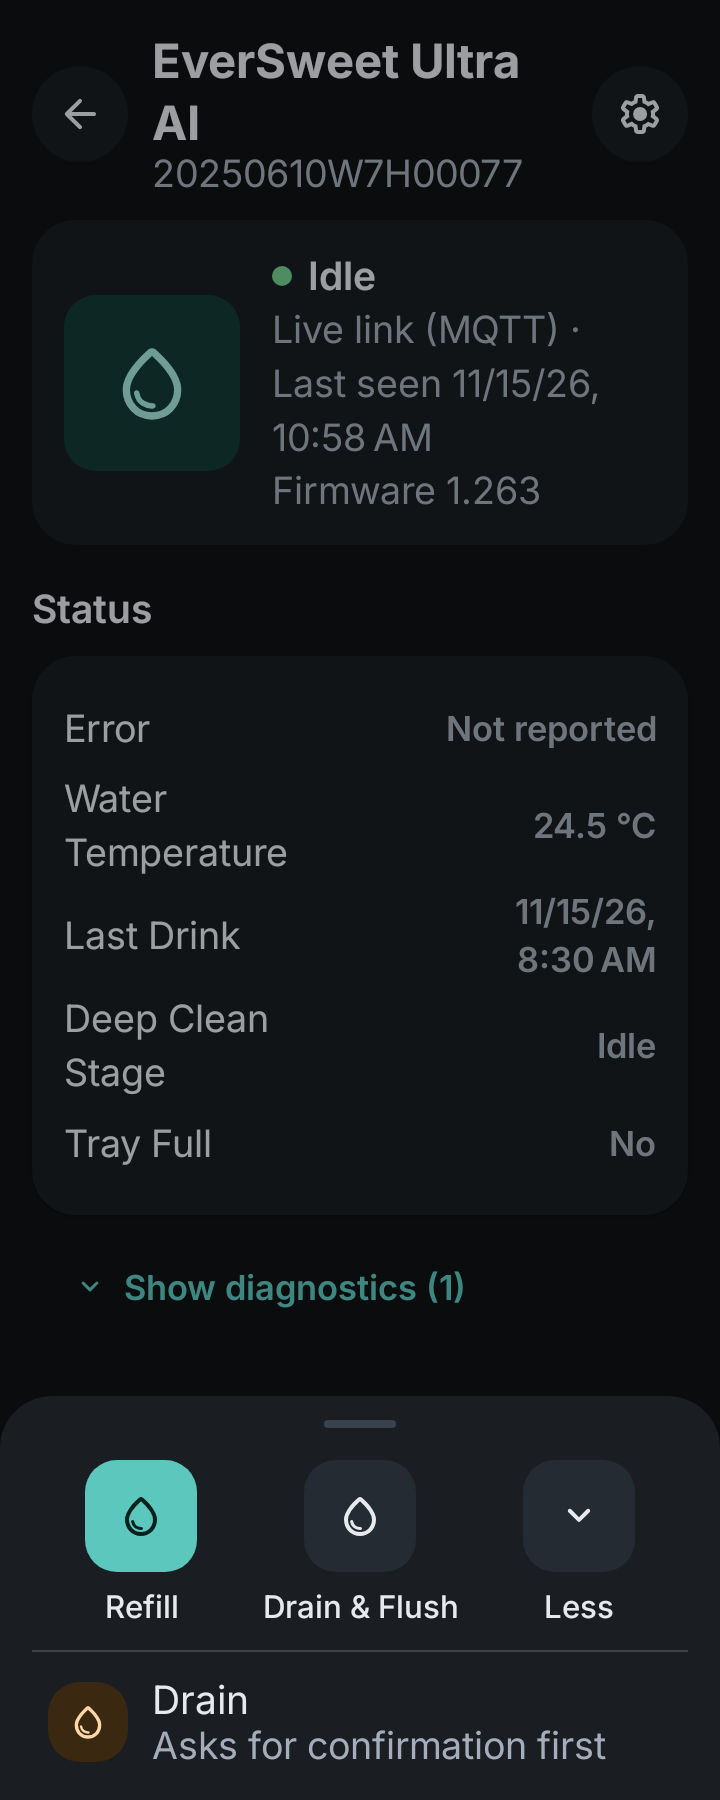 EverSweet Ultra
AI
20250610W7H00077
Idle
Live link (MQTT) ·
Last seen 11/15/26,
10:58 AM
Firmware 1.263
Status
Error
Not reported
Water
Temperature
24.5 °C
Last Drink
11/15/26,
8:30 AM
Deep Clean
Stage
Idle
Tray Full
No
Show diagnostics (1)
Refill
Drain & Flush
Less
Drain
Asks for confirmation first